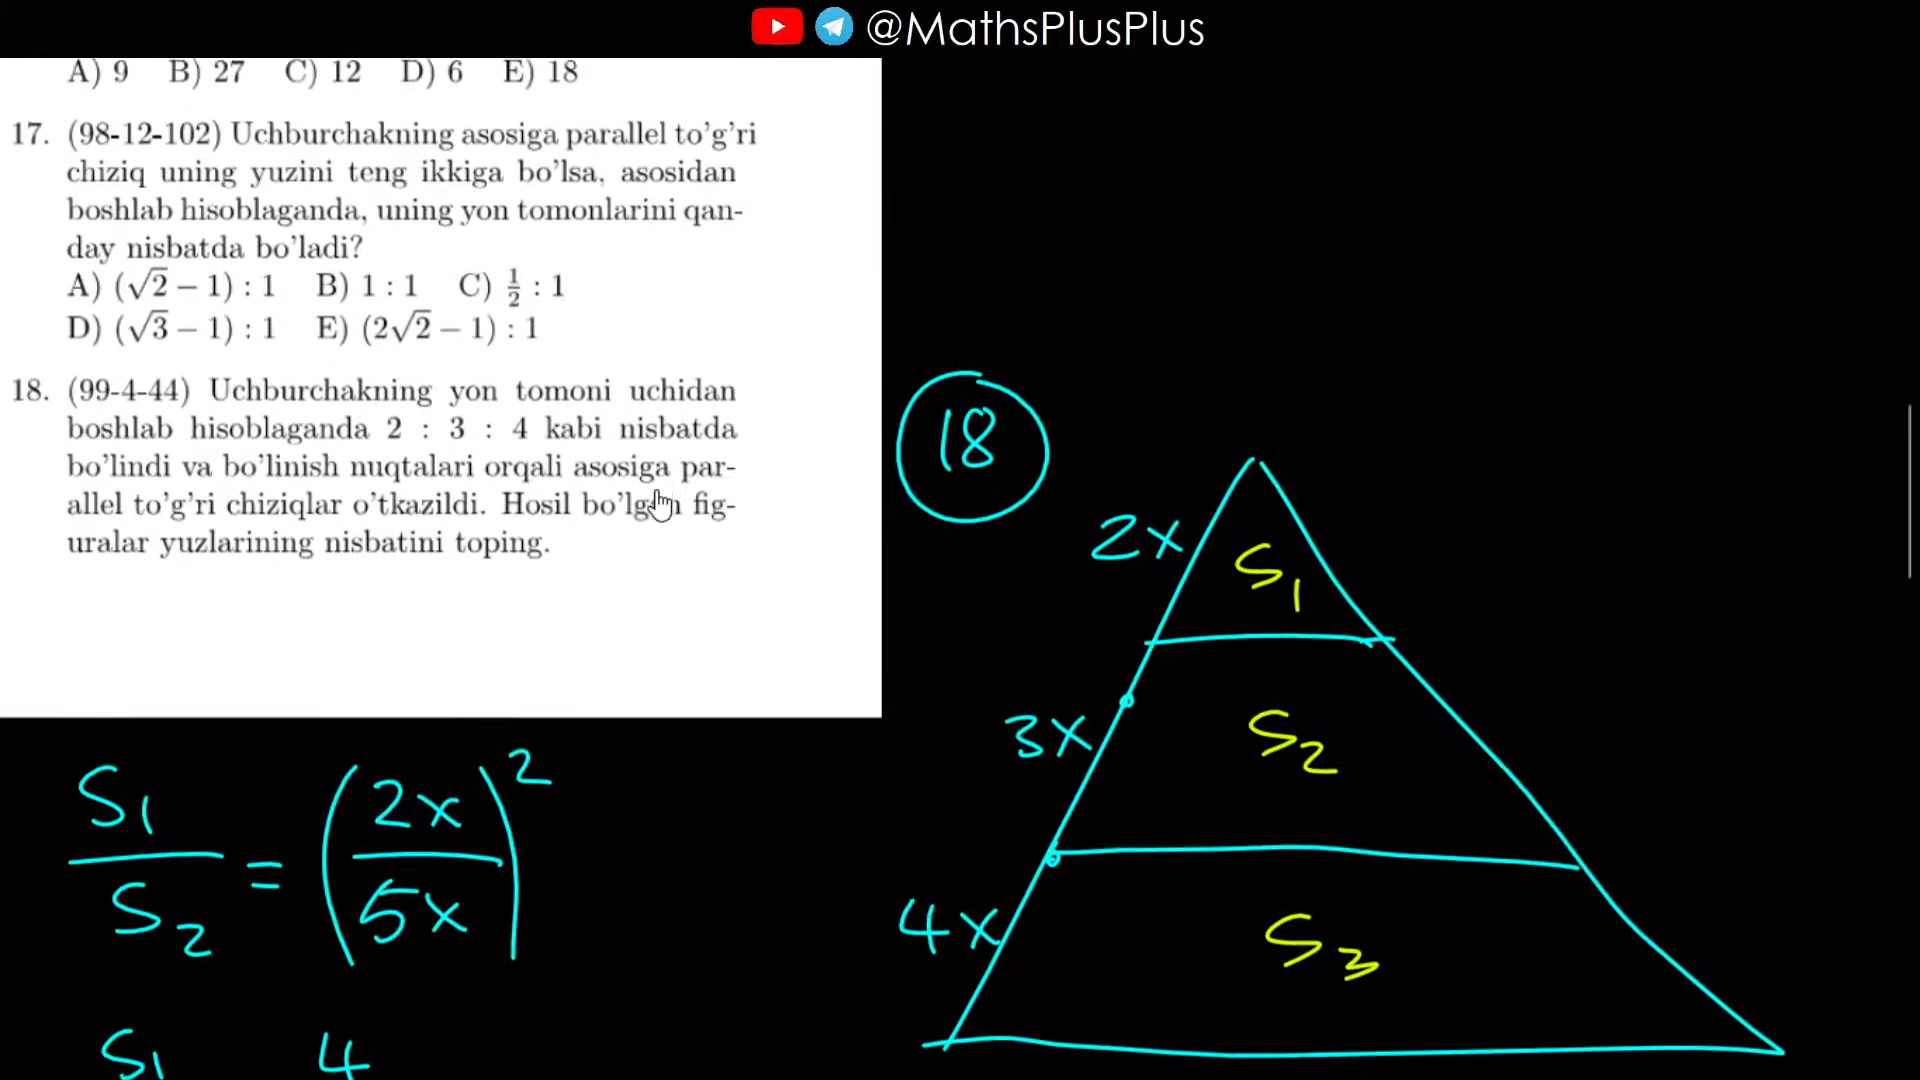 @MathsPlusPlus
A) 9 B) 27 C) 12 D) 6 E) 18
17. (98-12-102) Uchburchakning asosiga parallel to'g'ri
chiziq uning yuzini teng ikkiga bo'lsa, asosidan
boshlab hisoblaganda, uning yon tomonlarini qan-
day nisbatda bo'ladi?
A) (√2 − 1) : 1 B) 1 : 1 C) 1/2 : 1
D) (√3 − 1) : 1 E) (2√2 − 1) : 1
18. (99-4-44) Uchburchakning yon tomoni uchidan
boshlab hisoblaganda 2 : 3 : 4 kabi nisbatda
bo'lindi va bo'linish nuqtalari orqali asosiga par-
allel to'g'ri chiziqlar o'tkazildi. Hosil fig-
uralar yuzlarining nisbatini toping.
18
2x
S1
3x
S2
4x
S3
S1/S2 = (2x/5x)²
S1 4